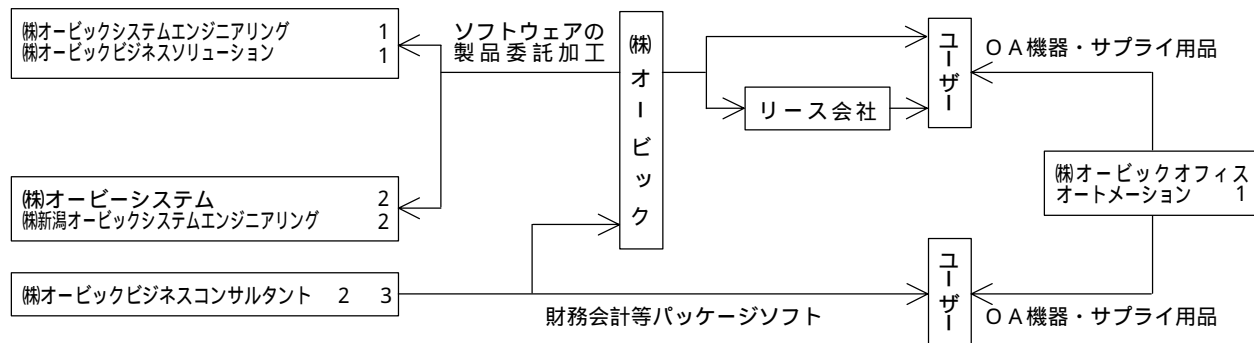 ㈱オービックシステムエンジニアリング 1
㈱オービックビジネスソリューション 1
ソフトウェアの
製品委託加工
㈱オービック
ユーザー
OA機器・サプライ用品
リース会社
㈱オービックオフィス
オートメーション 1
㈱オービーシステム 2
㈱新潟オービックシステムエンジニアリング 2
㈱オービックビジネスコンサルタント 2 3
財務会計等パッケージソフト
ユーザー
OA機器・サプライ用品